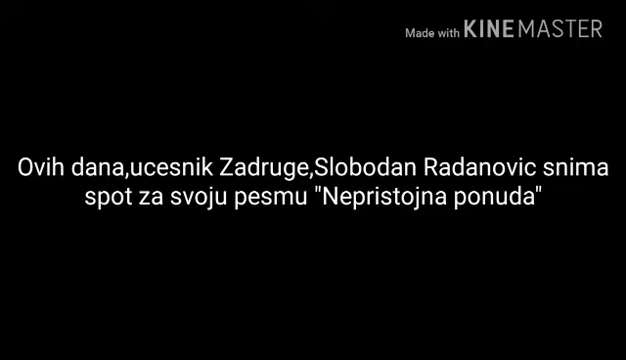 Made with KINEMASTER
Ovih dana,ucesnik Zadruge,Slobodan Radanovic snima
spot za svoju pesmu "Nepristojna ponuda"